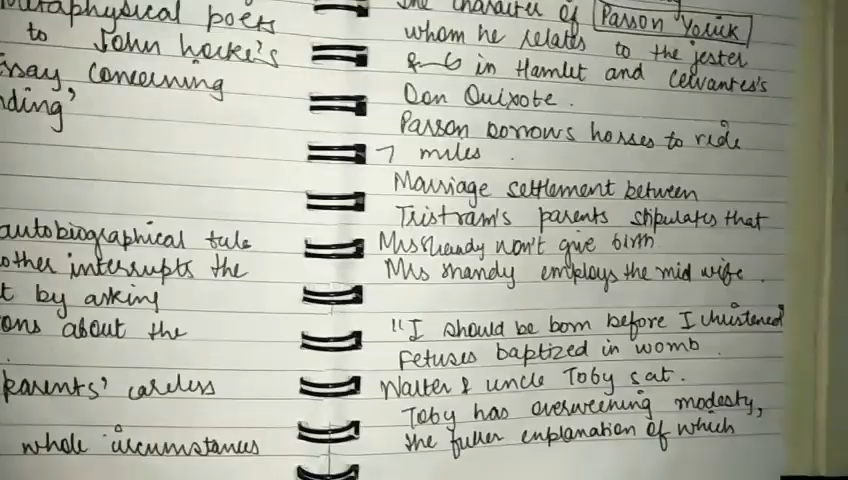 metaphysical poets
to John Locke's
Essay concerning
nding'
autobiographical tale
other interrupts the
t by asking
ons about the
parents' careless
whole circumstances
the character of Parson Yorick
whom he relates to the jester
in Hamlet and Cervantes's
Don Quixote.
Parson borrows horses to ride
7 miles.
Marriage settlement between
Tristram's parents stipulates that
Mrs Shandy won't give birth
Mrs Shandy employs the mid wife.
"I should be born before I christened
Fetuses baptized in womb.
Walter & uncle Toby sat.
Toby has overweening modesty,
the fuller explanation of which